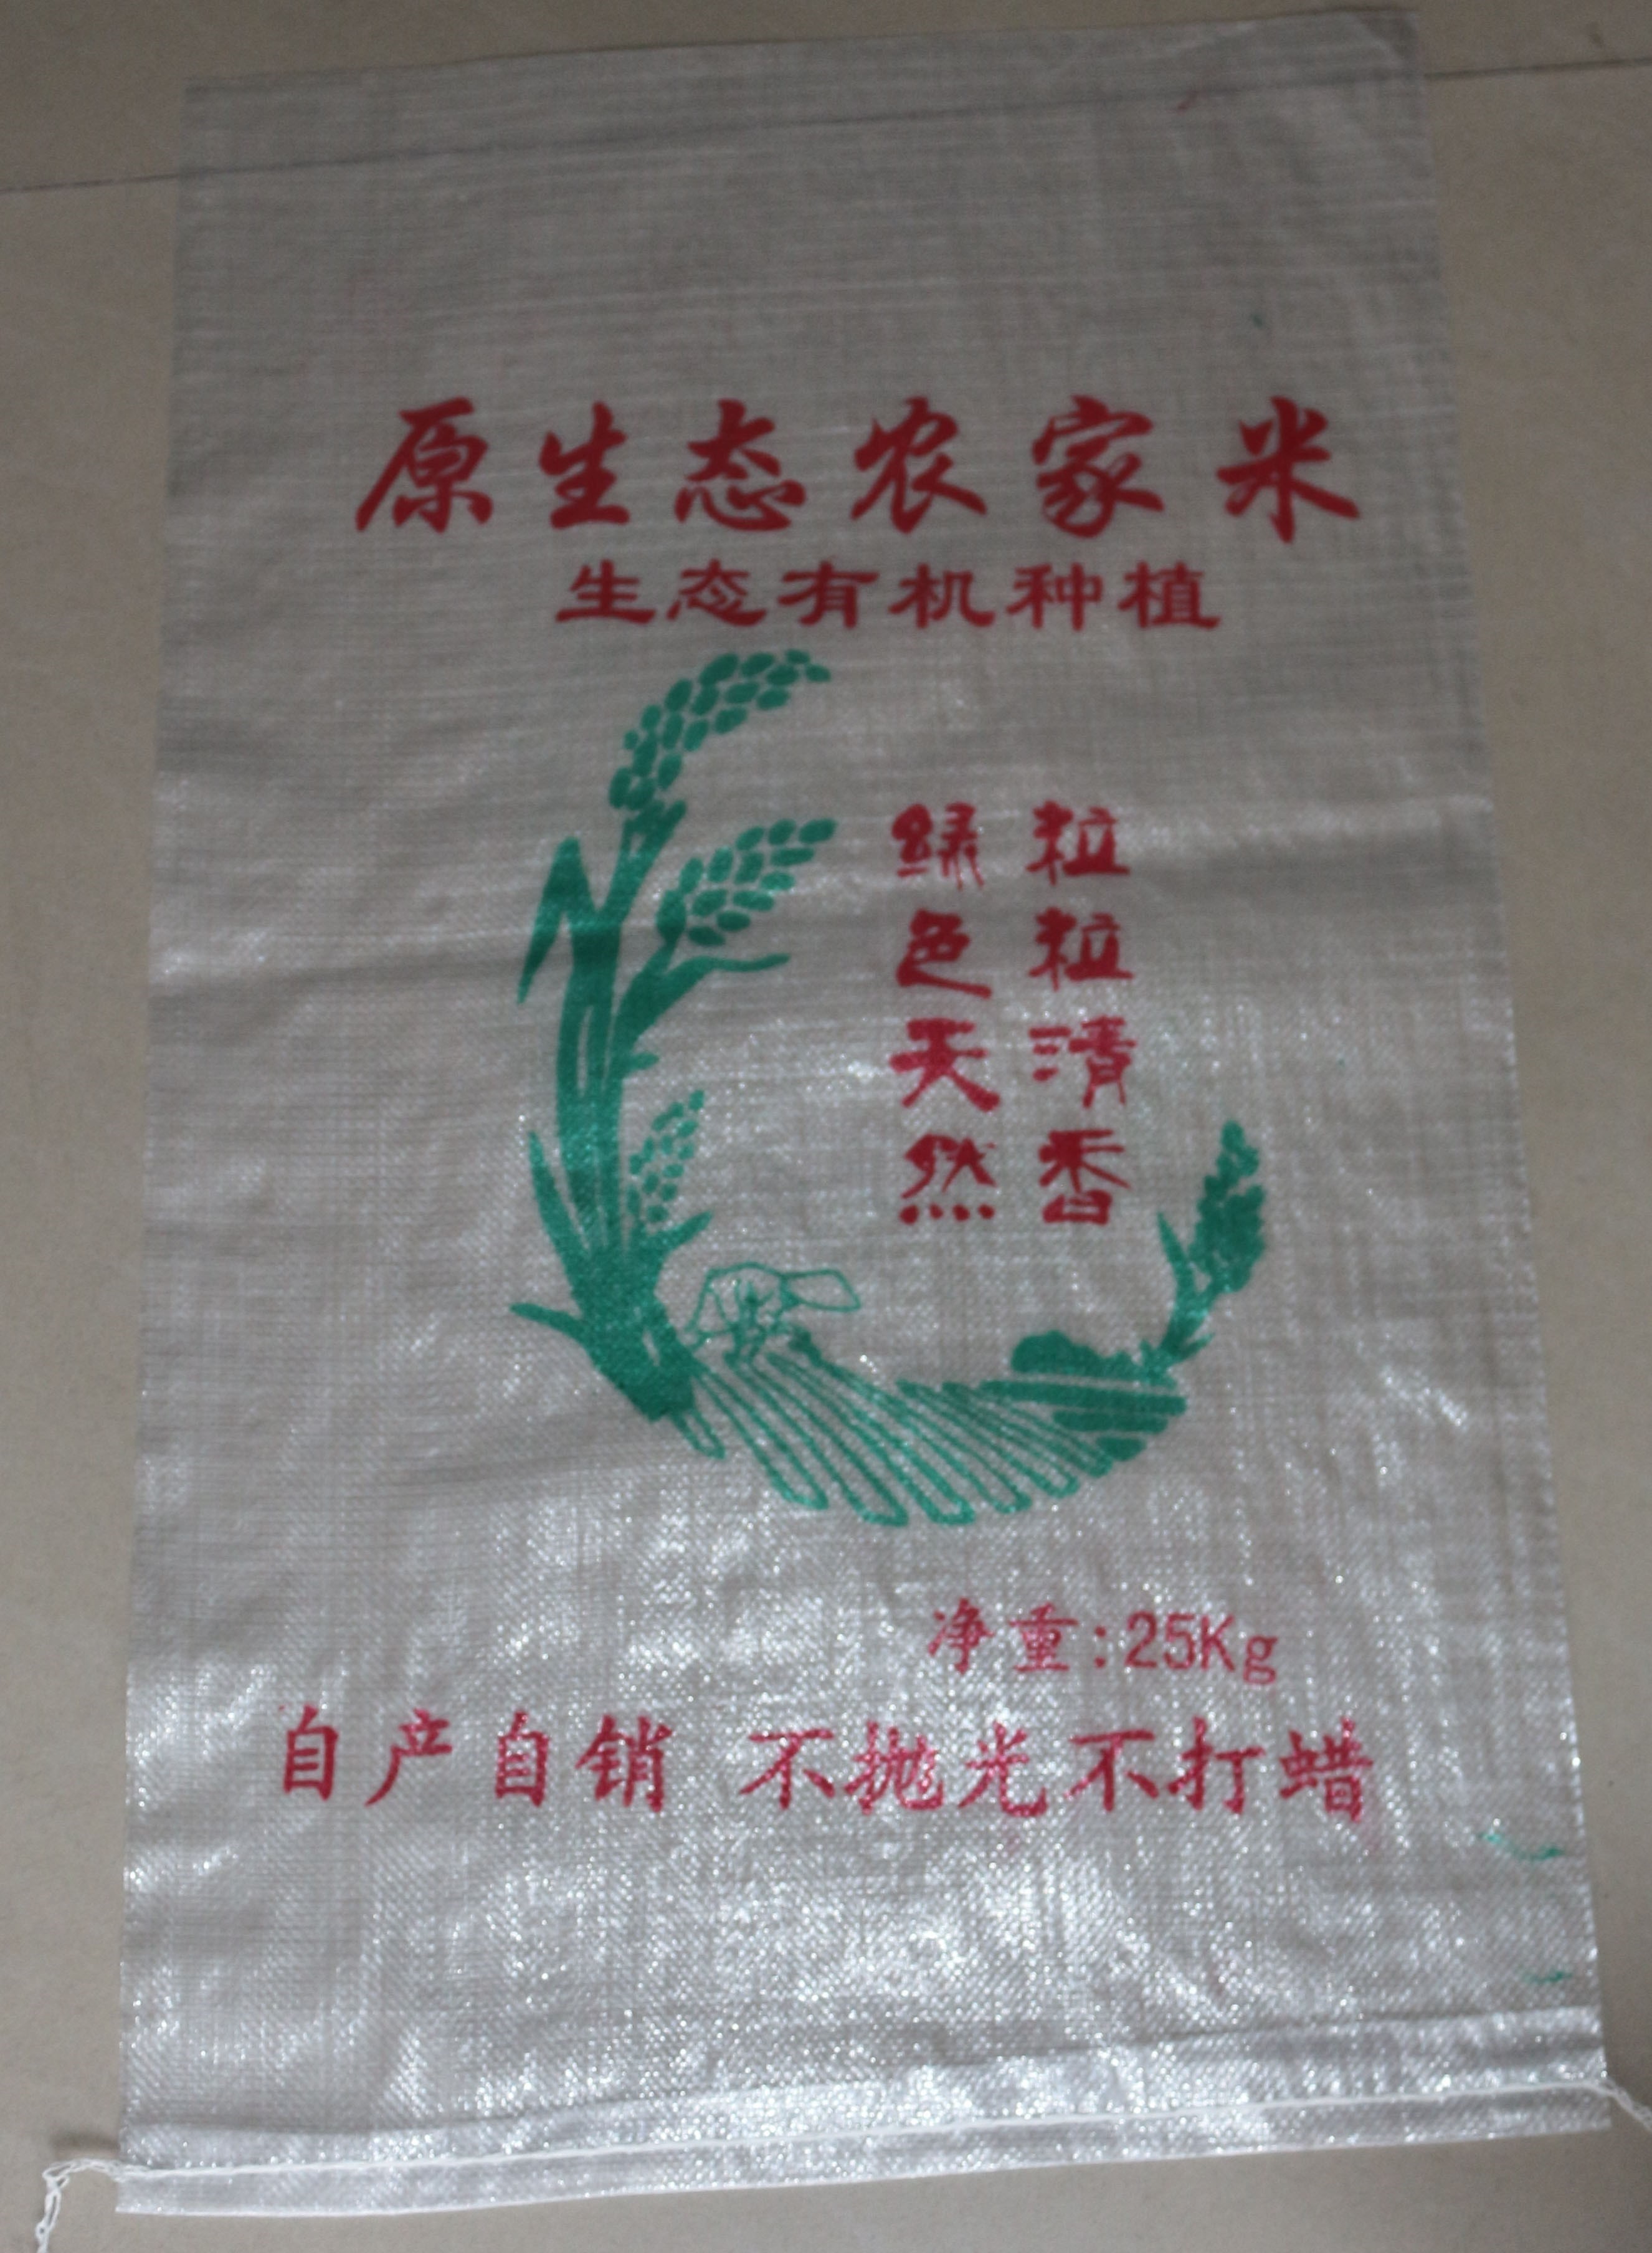 原生态农家米
生态有机种植
粒粒清香
绿色天然
净重:25Kg
自产自销 不抛光不打蜡